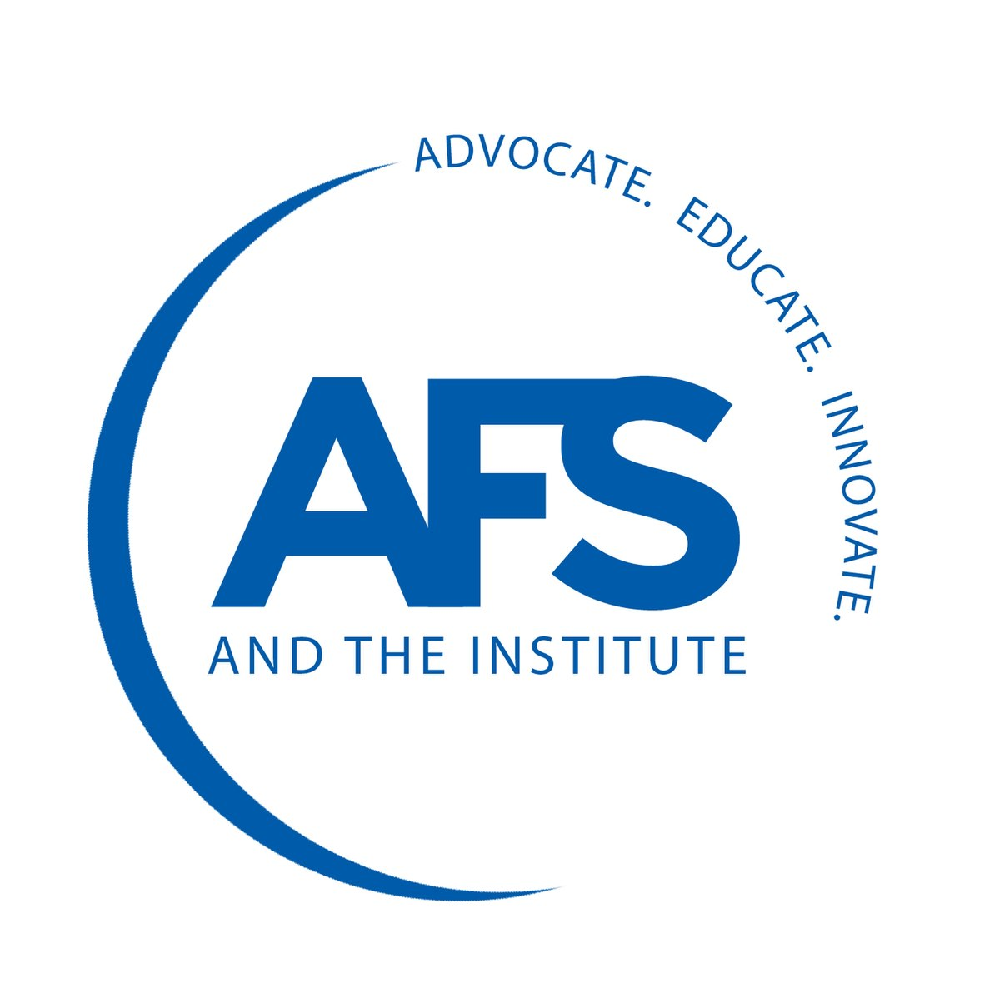 ADVOCATE. EDUCATE. INNOVATE.
AFS
AND THE INSTITUTE